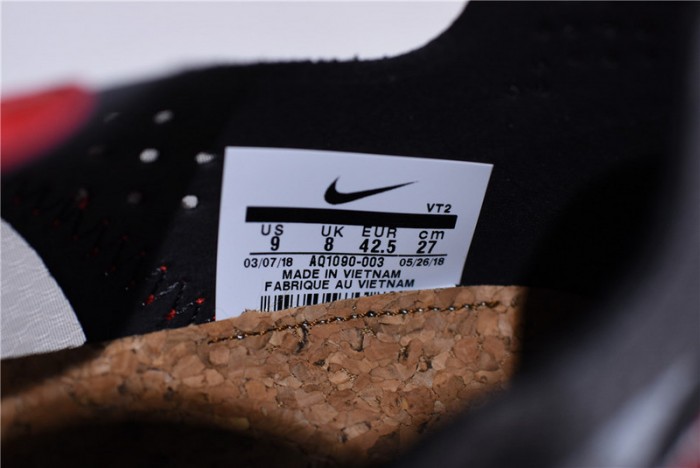 VT2
US UK EUR cm
9 8 42.5 27
03/07/18 AQ1090-003 05/26/18
MADE IN VIETNAM
FABRIQUE AU VIETNAM